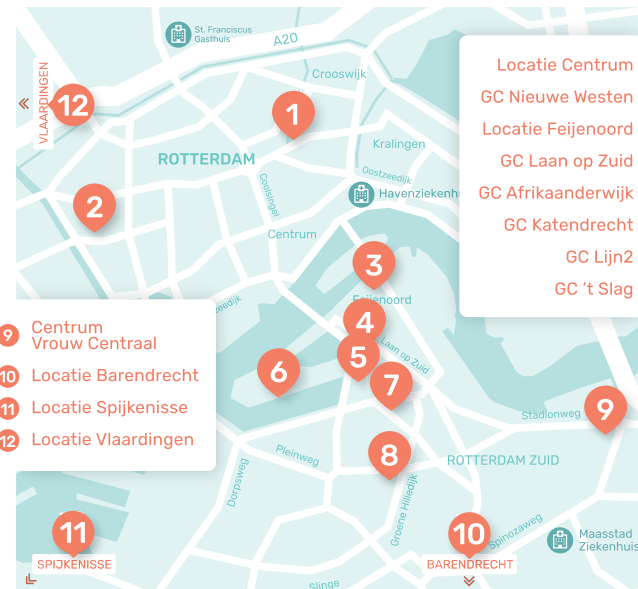 St. Franciscus
Gasthuis
A20
Crooswijk
VLAARDINGEN
12
1
Kralingen
ROTTERDAM
Oostzeedijk
Coolsingel
Havenziekenhu
2
Centrum
3
Feijenoord
zeedijk
4
Laan op Zuid
5
6
7
Locatie Centrum
GC Nieuwe Westen
Locatie Feijenoord
GC Laan op Zuid
GC Afrikaanderwijk
GC Katendrecht
GC Lijn2
GC 't Slag
9 Centrum
Vrouw Centraal
10 Locatie Barendrecht
11 Locatie Spijkenisse
12 Locatie Vlaardingen
9
Stadionweg
8
Pleinweg
ROTTERDAM ZUID
Dorpsweg
Groene Hilledijk
11
SPIJKENISSE
10
BARENDRECHT
Spinozaweg
Maasstad
Ziekenhuis
Slinge